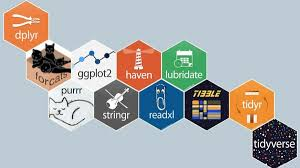 dplyr
forcats
ggplot2
haven
lubridate
purrr
stringr
readxl
TIBBLE
tidyr
tidyverse